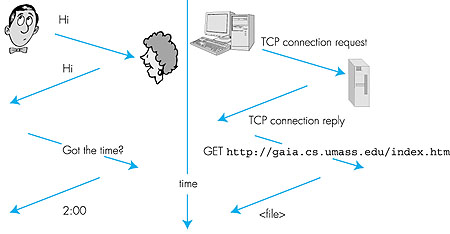 Hi
Hi
Got the time?
2:00
time
TCP connection request
TCP connection reply
GET http://gaia.cs.umass.edu/index.htm
<file>